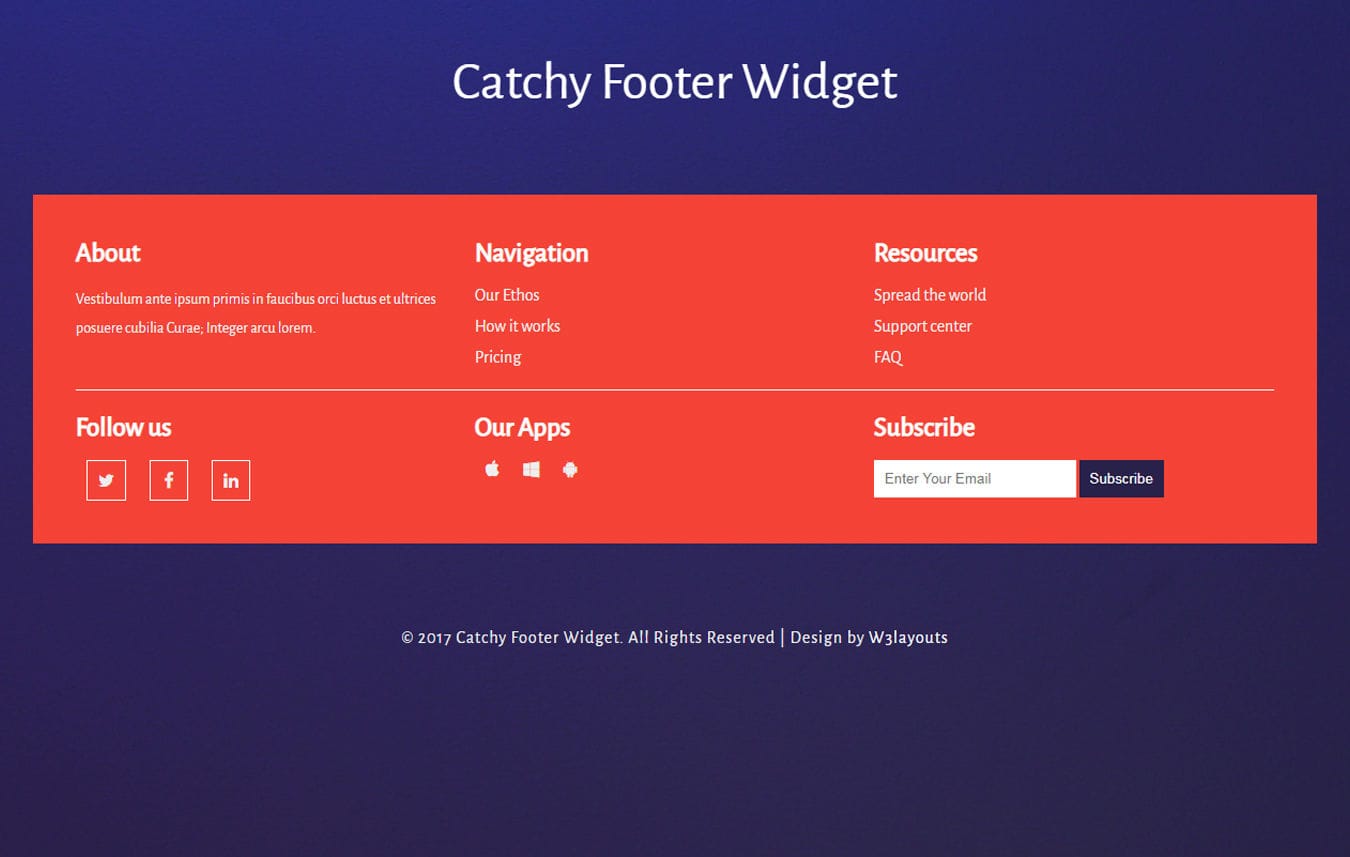 Catchy Footer Widget
About
Vestibulum ante ipsum primis in faucibus orci luctus et ultrices
posuere cubilia Curae; Integer arcu lorem.
Navigation
Our Ethos
How it works
Pricing
Resources
Spread the world
Support center
FAQ
Follow us
Our Apps
Subscribe
Enter Your Email
Subscribe
© 2017 Catchy Footer Widget. All Rights Reserved | Design by W3layouts